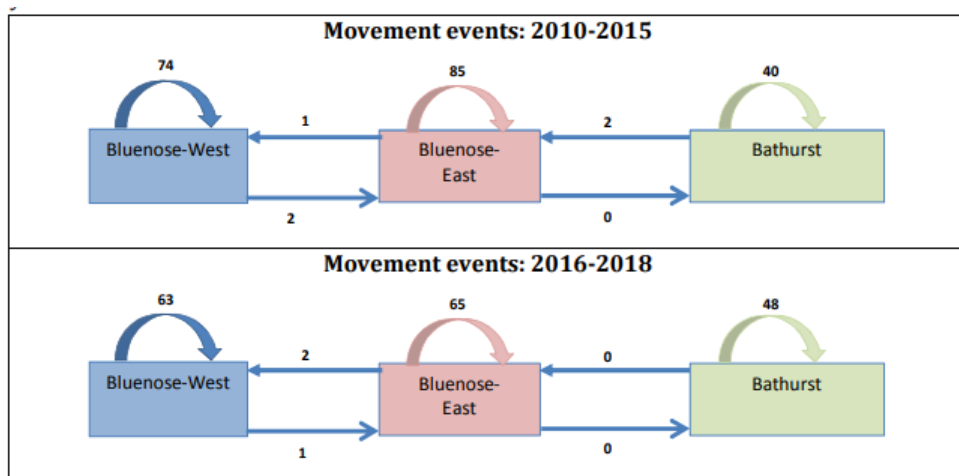 Movement events: 2010-2015
74
85
40
1
2
Bluenose-West
Bluenose-
East
Bathurst
2
0
Movement events: 2016-2018
63
65
48
2
0
Bluenose-West
Bluenose-
East
Bathurst
1
0